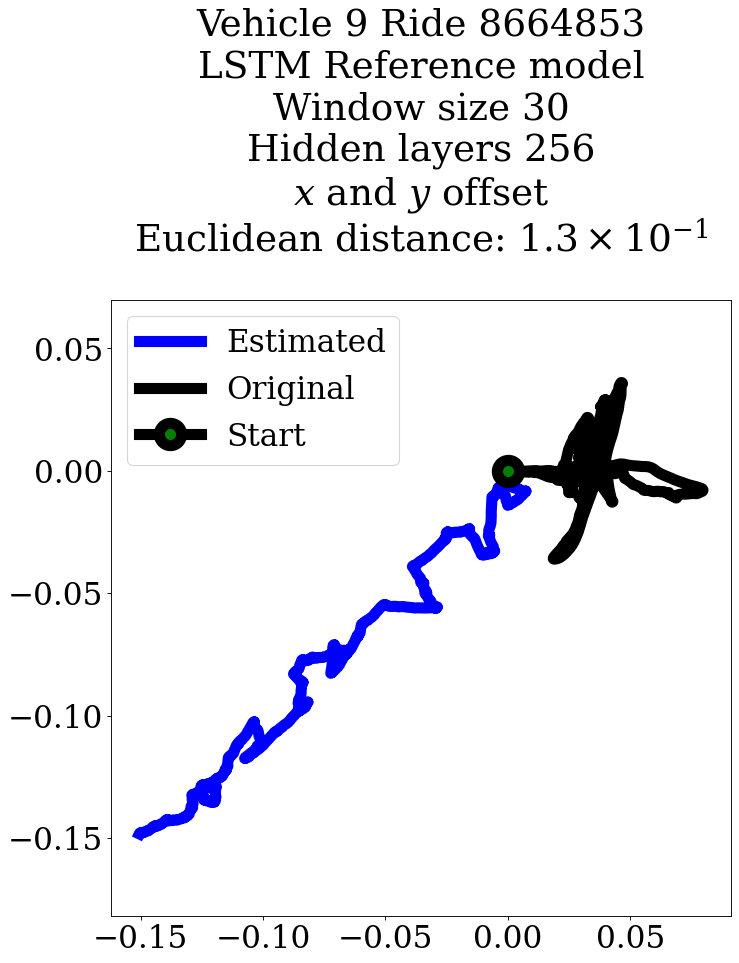 Vehicle 9 Ride 8664853
LSTM Reference model
Window size 30
Hidden layers 256
x and y offset
Euclidean distance: 1.3 × 10⁻¹
Estimated
Original
Start
0.05
0.00
−0.05
−0.10
−0.15
−0.15 −0.10 −0.05 0.00 0.05